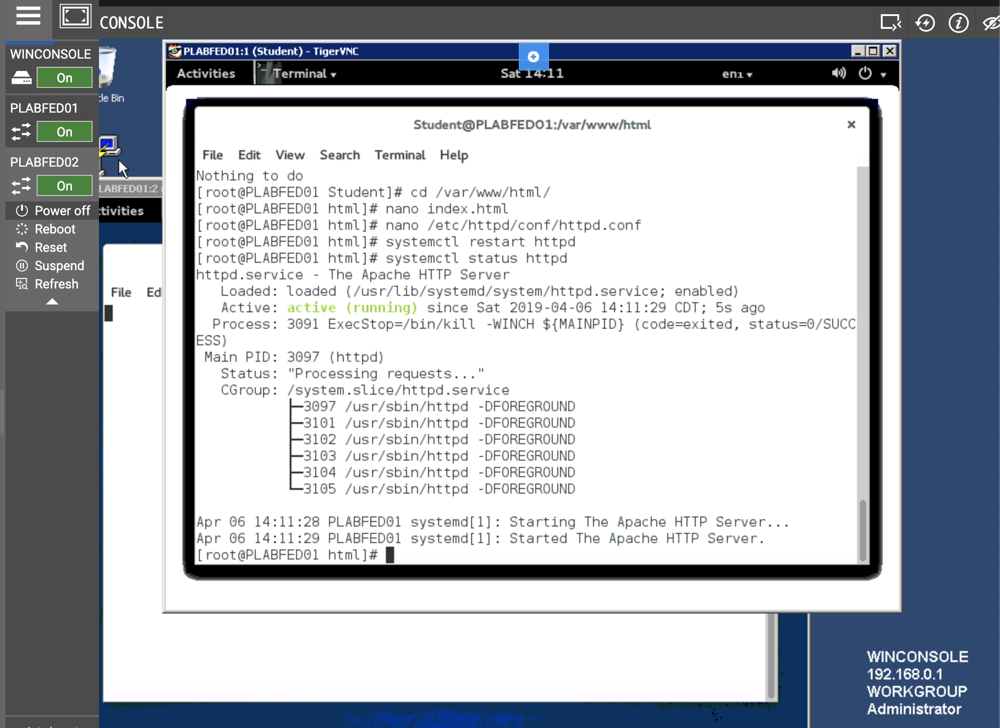 CONSOLE
WINCONSOLE
On
PLABFED01
On
PLABFED02
On
Power off
Reboot
Reset
Suspend
Refresh
cle Bin
LABFED01:2
ctivities
File Edi
PLABFED01:1 (Student) - TigerVNC
Activities Terminal Sat 14:11 en1
Student@PLABFED01:/var/www/html
File Edit View Search Terminal Help
Nothing to do
[root@PLABFED01 Student]# cd /var/www/html/
[root@PLABFED01 html]# nano index.html
[root@PLABFED01 html]# nano /etc/httpd/conf/httpd.conf
[root@PLABFED01 html]# systemctl restart httpd
[root@PLABFED01 html]# systemctl status httpd
httpd.service - The Apache HTTP Server
Loaded: loaded (/usr/lib/systemd/system/httpd.service; enabled)
Active: active (running) since Sat 2019-04-06 14:11:29 CDT; 5s ago
Process: 3091 ExecStop=/bin/kill -WINCH ${MAINPID} (code=exited, status=0/SUCC
ESS)
Main PID: 3097 (httpd)
Status: "Processing requests..."
CGroup: /system.slice/httpd.service
├─3097 /usr/sbin/httpd -DFOREGROUND
├─3101 /usr/sbin/httpd -DFOREGROUND
├─3102 /usr/sbin/httpd -DFOREGROUND
├─3103 /usr/sbin/httpd -DFOREGROUND
├─3104 /usr/sbin/httpd -DFOREGROUND
└─3105 /usr/sbin/httpd -DFOREGROUND
Apr 06 14:11:28 PLABFED01 systemd[1]: Starting The Apache HTTP Server...
Apr 06 14:11:29 PLABFED01 systemd[1]: Started The Apache HTTP Server.
[root@PLABFED01 html]#
WINCONSOLE
192.168.0.1
WORKGROUP
Administrator